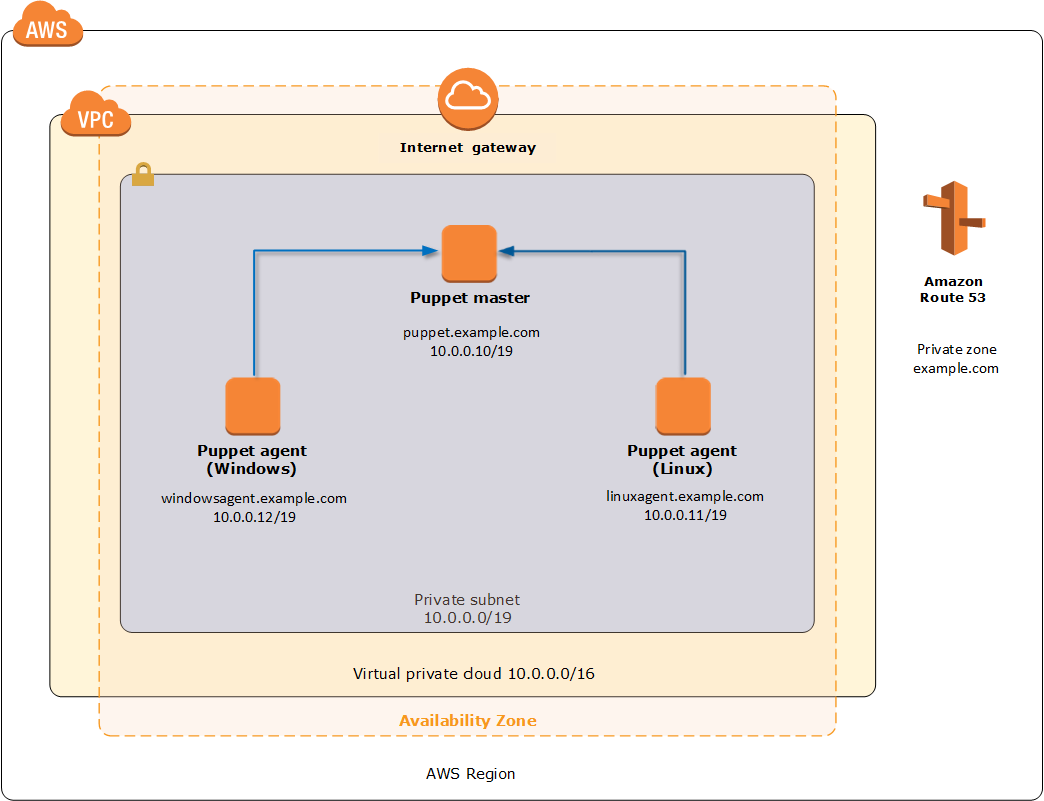 AWS
VPC
Internet gateway
Puppet master
puppet.example.com
10.0.0.10/19
Amazon
Route 53
Private zone
example.com
Puppet agent
(Windows)
windowsagent.example.com
10.0.0.12/19
Puppet agent
(Linux)
linuxagent.example.com
10.0.0.11/19
Private subnet
10.0.0.0/19
Virtual private cloud 10.0.0.0/16
Availability Zone
AWS Region